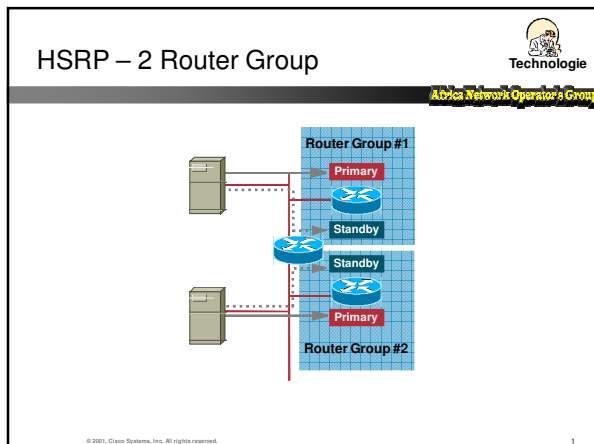 HSRP – 2 Router Group
Technologie
Africa Network Operators Group
Router Group #1
Primary
Standby
Standby
Primary
Router Group #2
© 2001, Cisco Systems, Inc. All rights reserved.
1